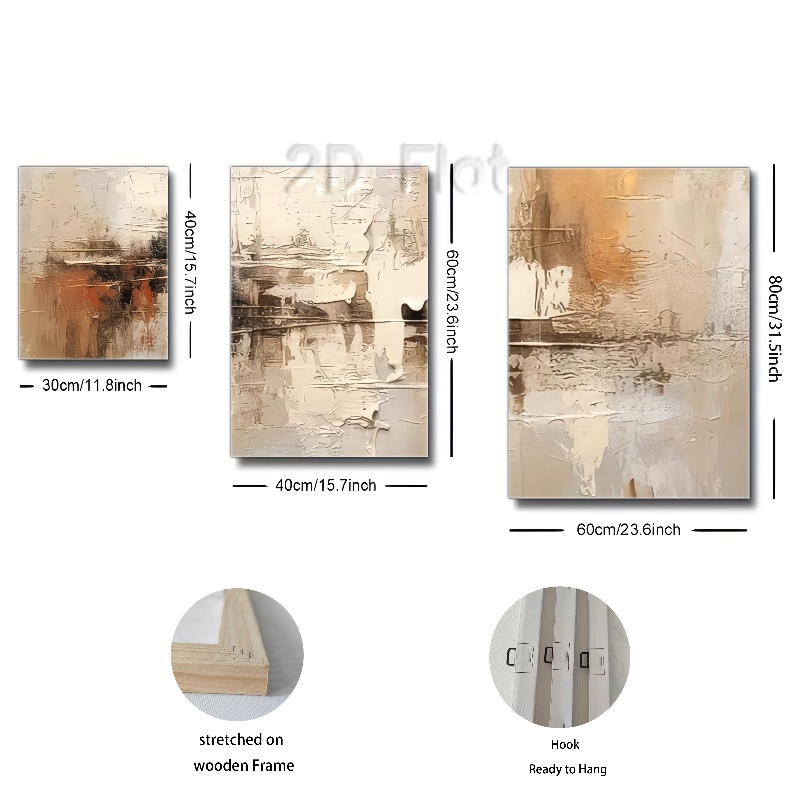 2D Flat
40cm/15.7inch
60cm/23.6inch
80cm/31.5inch
30cm/11.8inch
40cm/15.7inch
60cm/23.6inch
stretched on
wooden Frame
Hook
Ready to Hang